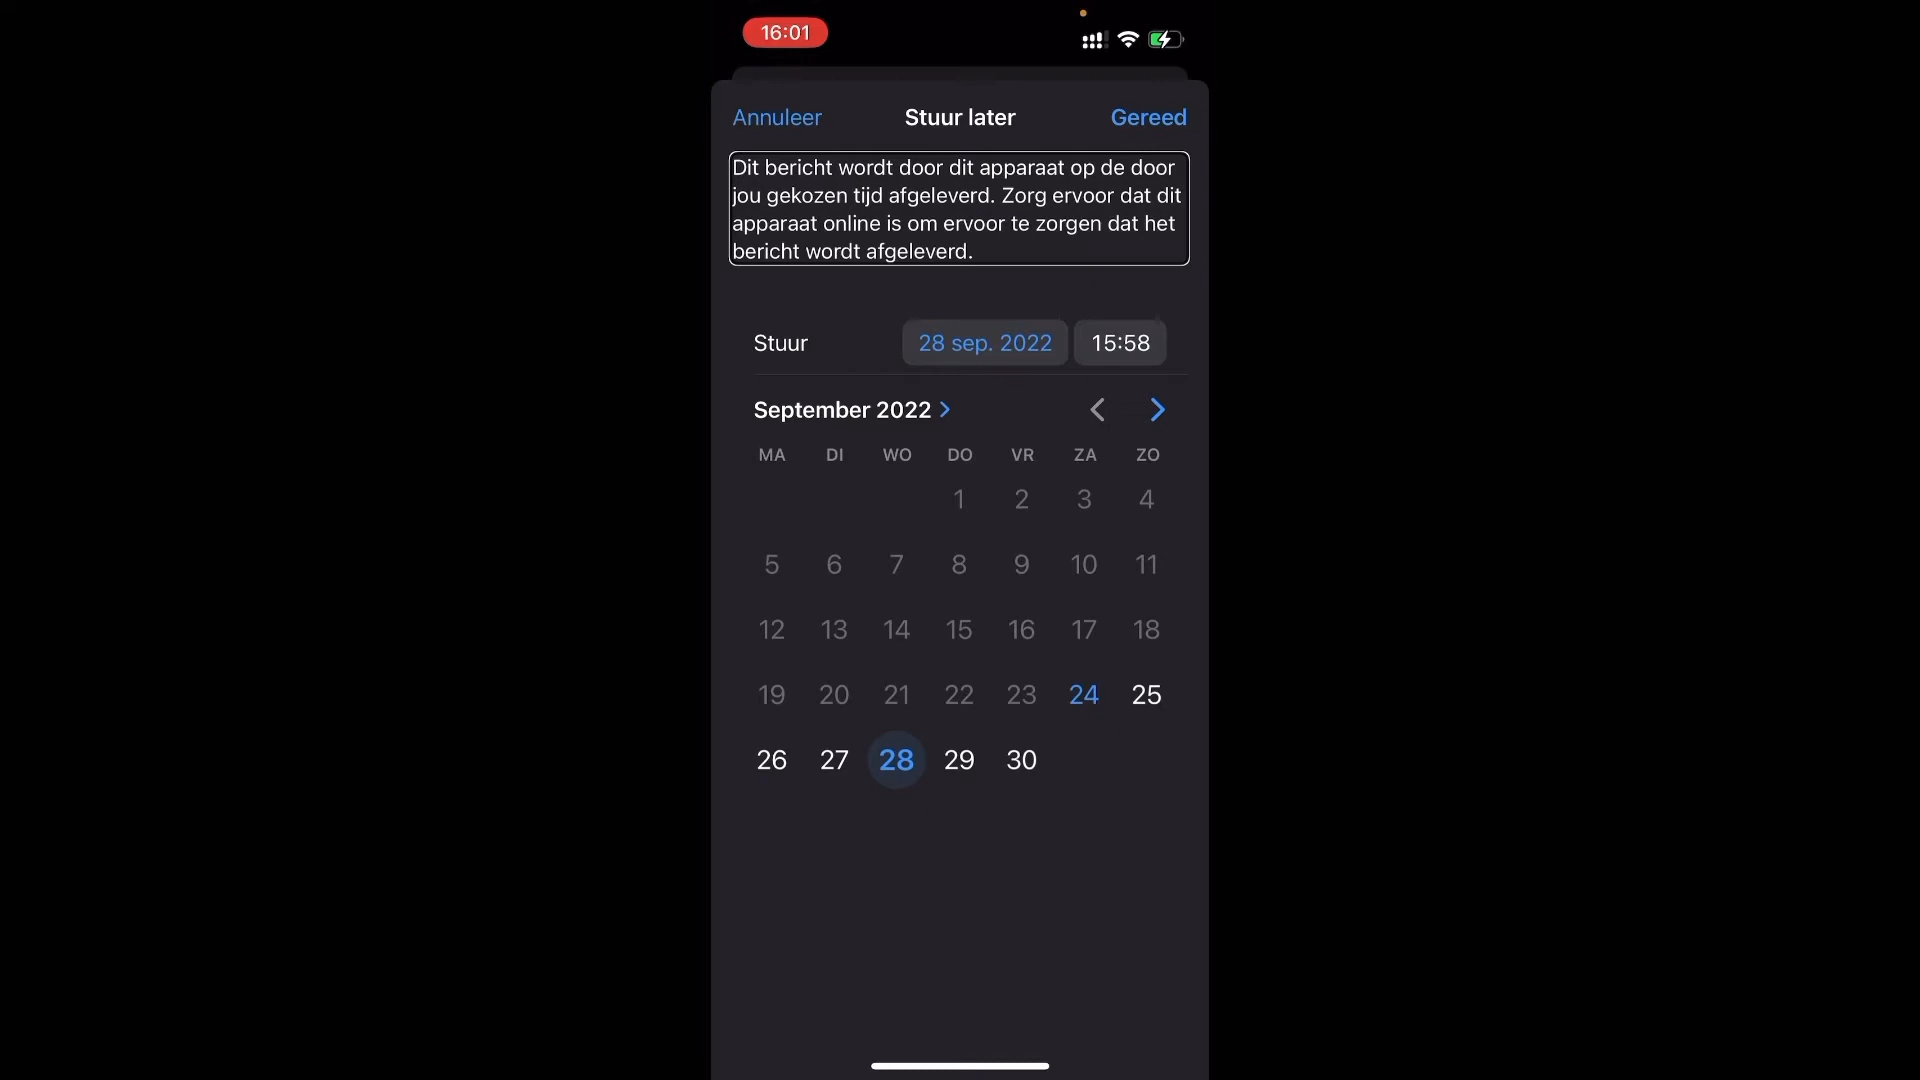 16:01
Annuleer Stuur later Gereed
Dit bericht wordt door dit apparaat op de door
jou gekozen tijd afgeleverd. Zorg ervoor dat dit
apparaat online is om ervoor te zorgen dat het
bericht wordt afgeleverd.
Stuur 28 sep. 2022 15:58
September 2022
MA DI WO DO VR ZA ZO
1 2 3 4
5 6 7 8 9 10 11
12 13 14 15 16 17 18
19 20 21 22 23 24 25
26 27 28 29 30